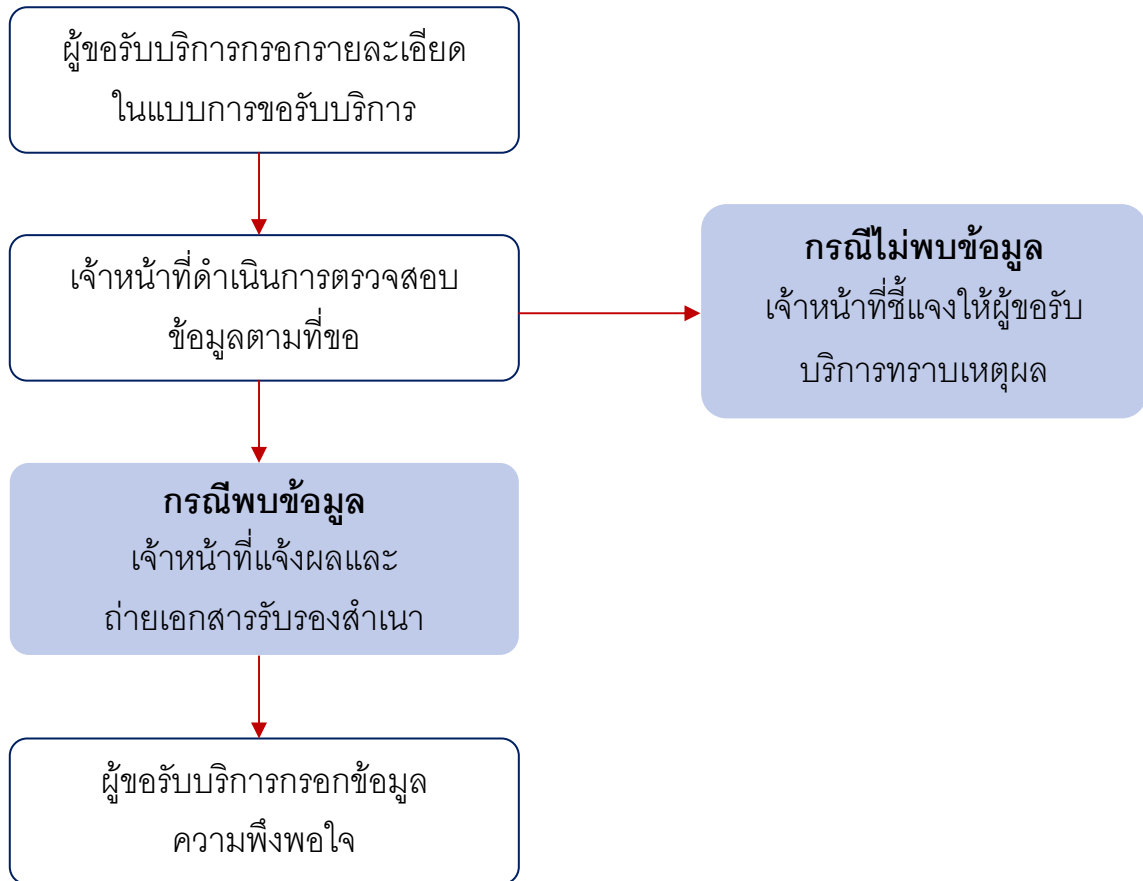 ผู้ขอรับบริการกรอกรายละเอียด
ในแบบการขอรับบริการ
เจ้าหน้าที่ดำเนินการตรวจสอบ
ข้อมูลตามที่ขอ
กรณีไม่พบข้อมูล
เจ้าหน้าที่ชี้แจงให้ผู้ขอรับ
บริการทราบเหตุผล
กรณีพบข้อมูล
เจ้าหน้าที่แจ้งผลและ
ถ่ายเอกสารรับรองสำเนา
ผู้ขอรับบริการกรอกข้อมูล
ความพึงพอใจ